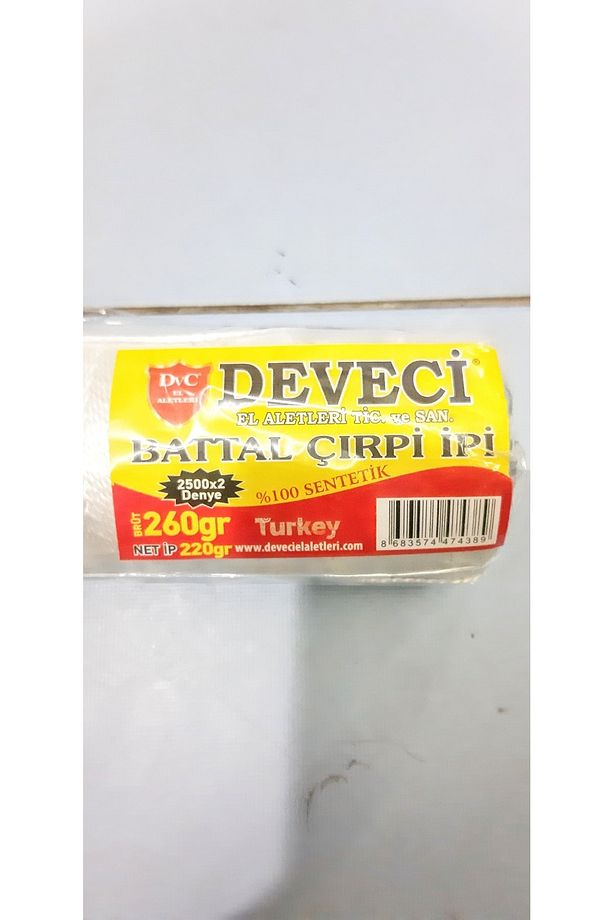 DvC
EL
ALETLERİ
DEVECİ®
EL ALETLERİ TİC. ve SAN.
BATTAL ÇIRPI İPİ
2500x2
Denye
%100 SENTETİK
BRÜT 260gr
Turkey
NET İP 220gr
www.devecielaletleri.com
8 683574 474389